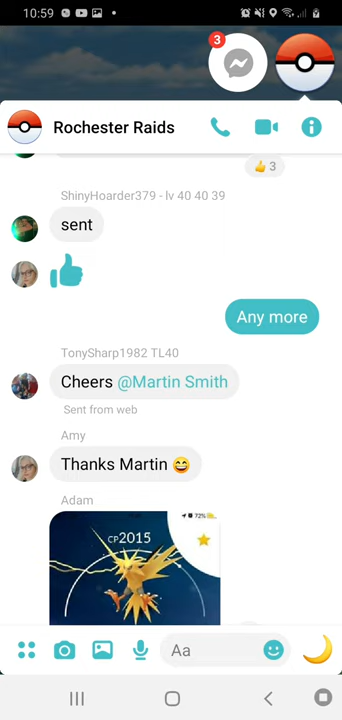 10:59
3
Rochester Raids
3
ShinyHoarder379 - lv 40 40 39
sent
Any more
TonySharp1982 TL40
Cheers @Martin Smith
Sent from web
Amy
Thanks Martin
Adam
72%
CP2015
Aa